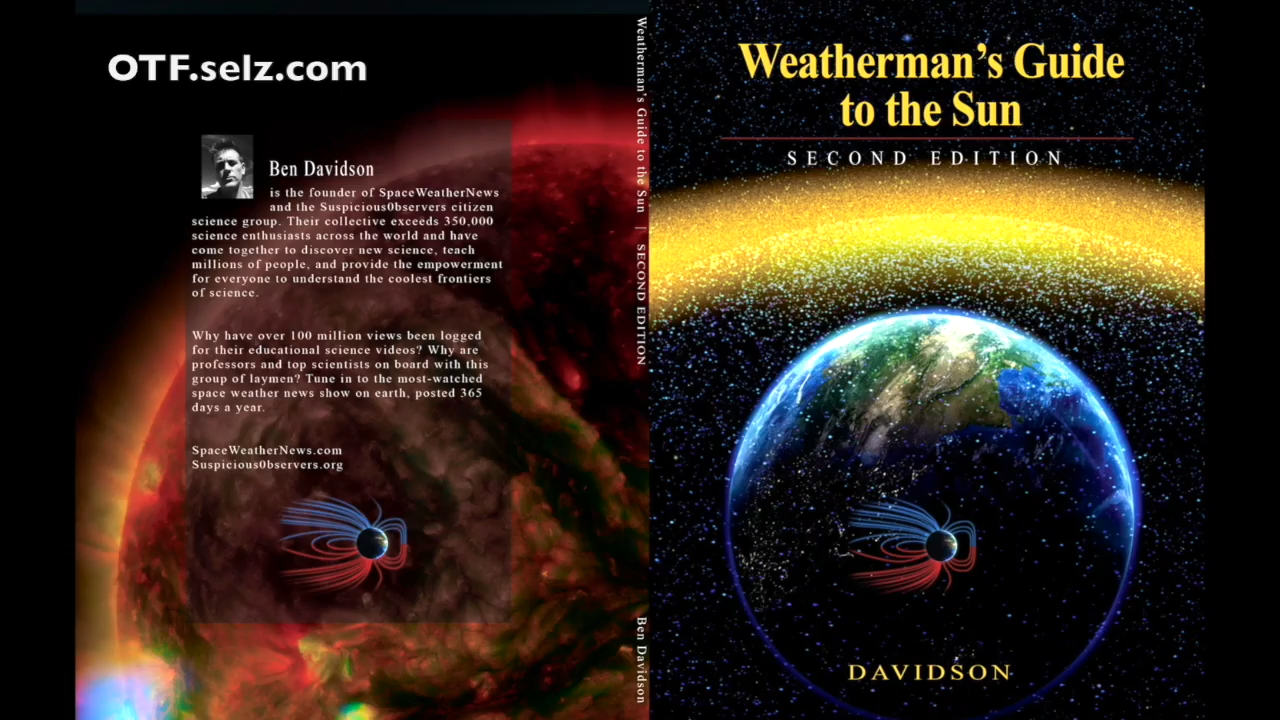 OTF.selz.com
Ben Davidson
is the founder of SpaceWeatherNews
and the Suspicious0bservers citizen
science group. Their collective exceeds 350,000
science enthusiasts across the world and have
come together to discover new science, teach
millions of people, and provide the empowerment
for everyone to understand the coolest frontiers
of science.
Why have over 100 million views been logged
for their educational science videos? Why are
professors and top scientists on board with this
group of laymen? Tune in to the most-watched
space weather news show on earth, posted 365
days a year.
SpaceWeatherNews.com
Suspicious0bservers.org
Weatherman's Guide to the Sun | SECOND EDITION
Ben Davidson
Weatherman's Guide
to the Sun
SECOND EDITION
DAVIDSON